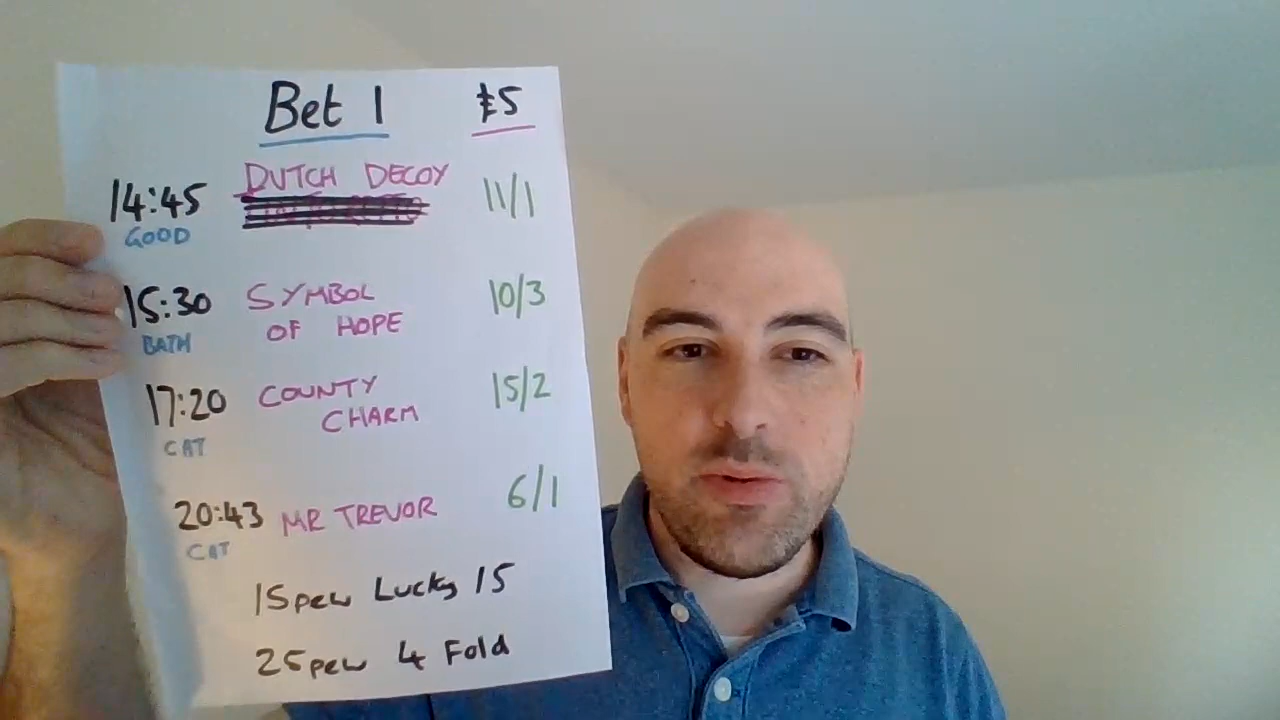 Bet 1 £5
14:45 DUTCH DECOY 11/1
GOOD
15:30 SYMBOL OF HOPE 10/3
BATH
17:20 COUNTY CHARM 15/2
CAT
20:43 MR TREVOR 6/1
CAT
15pew Lucky 15
25pew 4 Fold